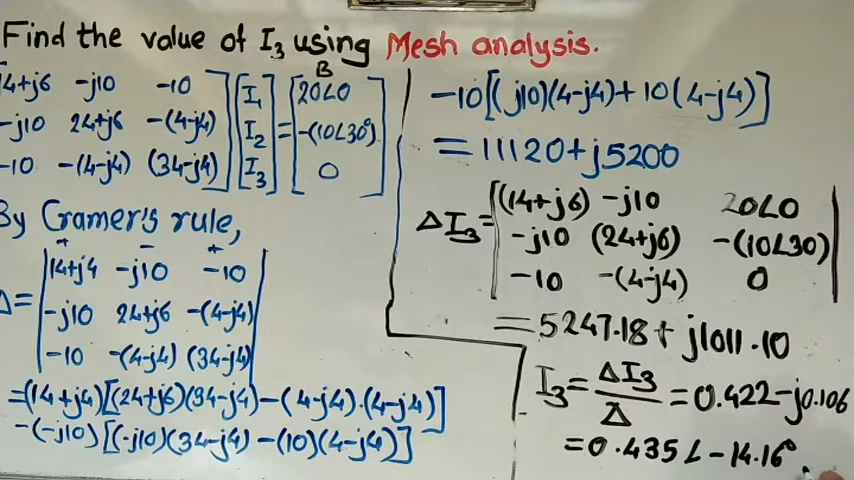 Find the value of I3 using Mesh analysis.
B
[4+j6 -j10 -10] [I1] = [20∠0]
[-j10 24+j6 -(4-j4)] [I2] [-(10∠30°)]
[-10 -(4-j4) (34-j4)] [I3] [0]
By Cramer's rule,
+ - +
Δ= |14+j4 -j10 -10|
|-j10 24+j6 -(4-j4)|
|-10 -(4-j4) (34-j4)|
=(14+j4)[(24+j6)(34-j4)-(4-j4).(4-j4)]
-(-j10)[(-j10)(34-j4)-(10)(4-j4)]
-10[(j10)(4-j4)+10(4-j4)]
=11120+j5200
ΔI3= |(14+j6) -j10 20∠0|
|-j10 (24+j6) -(10∠30)|
|-10 -(4-j4) 0|
=5247.18+j1011.10
I3=ΔI3/Δ=0.422-j0.106
=0.435∠-14.16°.